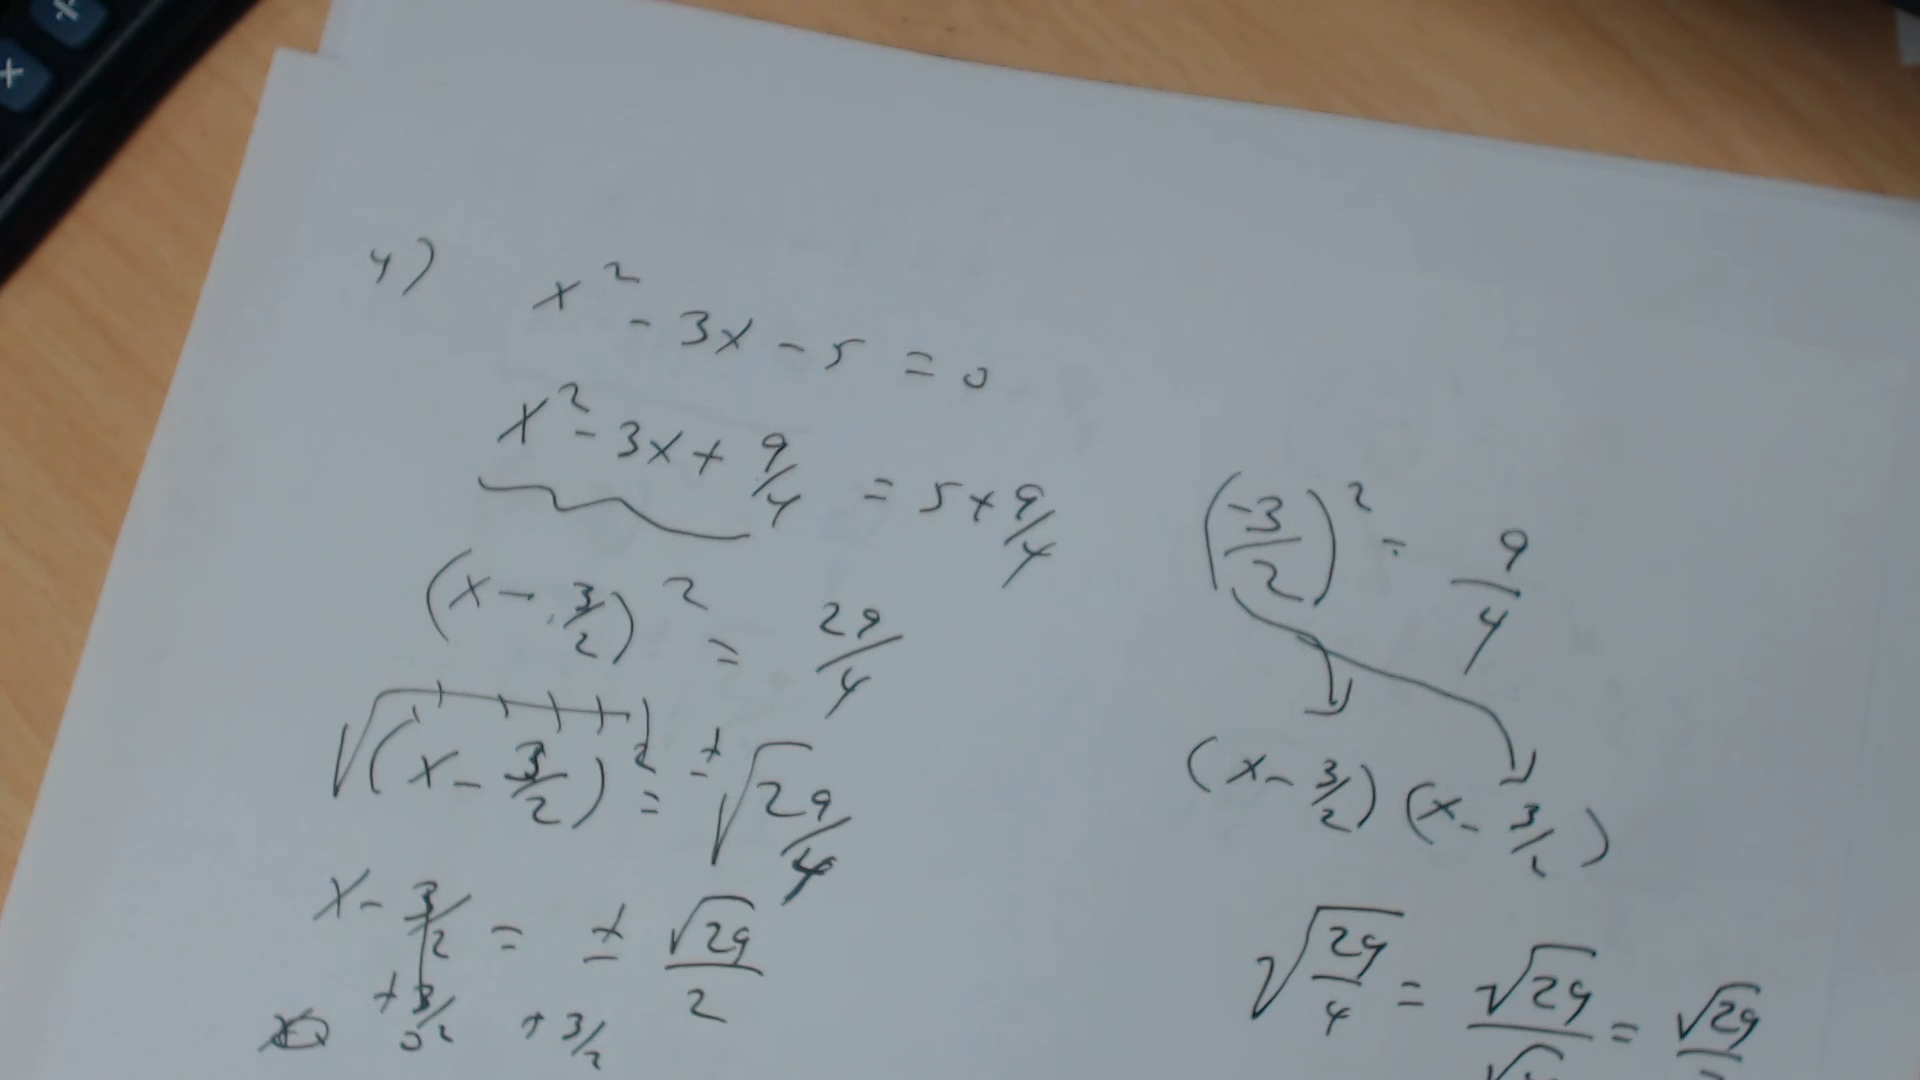 4)
x² - 3x - 5 = 0
x² - 3x + 9/4 = 5 + 9/4
(x - 3/2)² = 29/4
√(x - 3/2)² = ±√29/4
x - 3/2 = ± √29/2
+3/2 +3/2
0
(-3/2)² = 9/4
(x - 3/2)(x - 3/2)
√29/4 = √29/√ = √29
÷
+